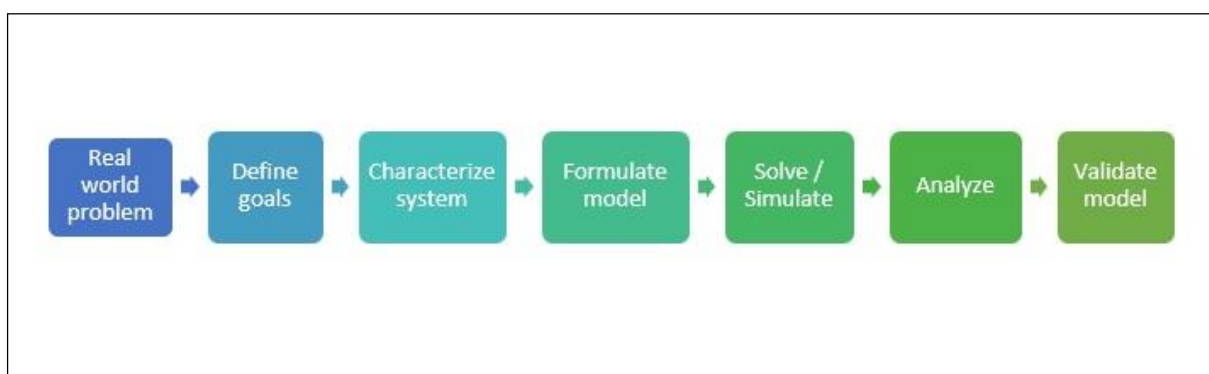 Real
world
problem
Define
goals
Characterize
system
Formulate
model
Solve /
Simulate
Analyze
Validate
model